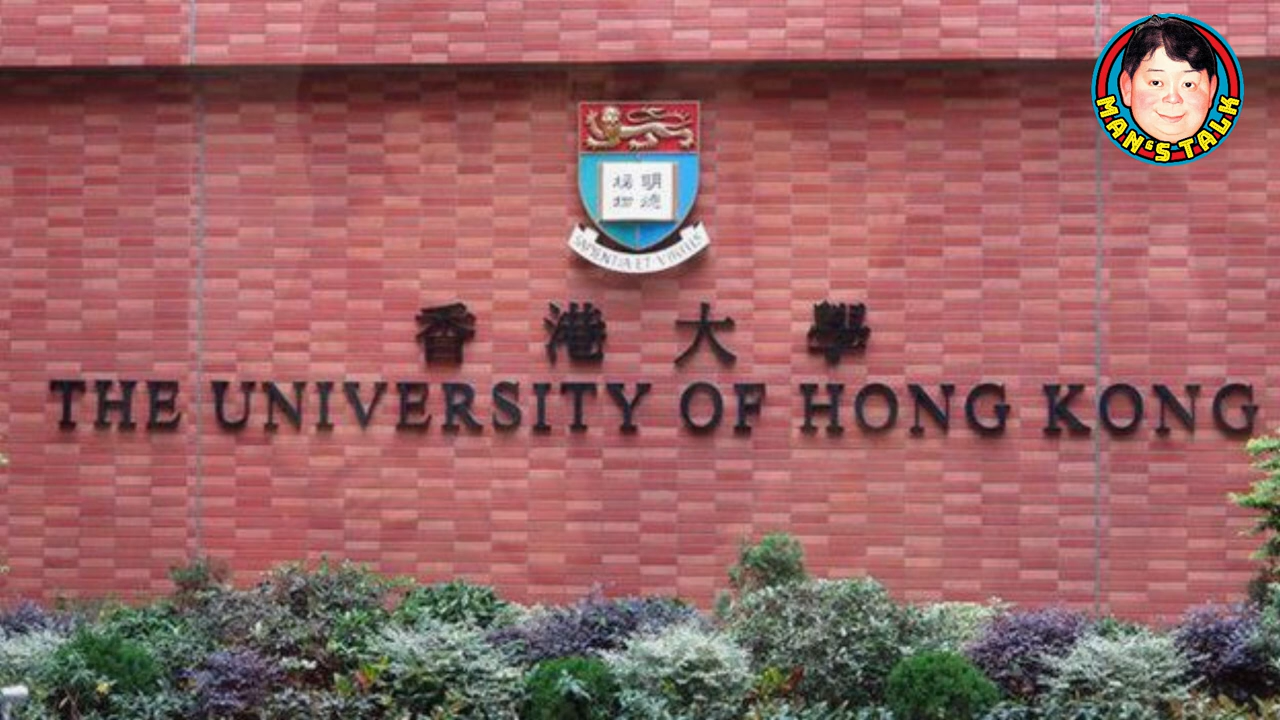 MAN'S TALK
明德
格物
SAPIENTIA ET VIRTUS
香港大學
THE UNIVERSITY OF HONG KONG